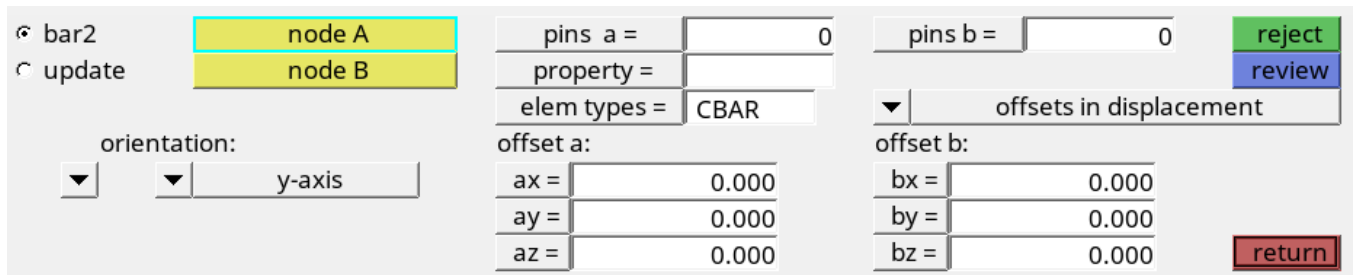 bar2 node A pins a = 0 pins b = 0 reject
update node B property = review
elem types = CBAR offsets in displacement
orientation: offset a: offset b:
y-axis ax = 0.000 bx = 0.000
ay = 0.000 by = 0.000
az = 0.000 bz = 0.000 return